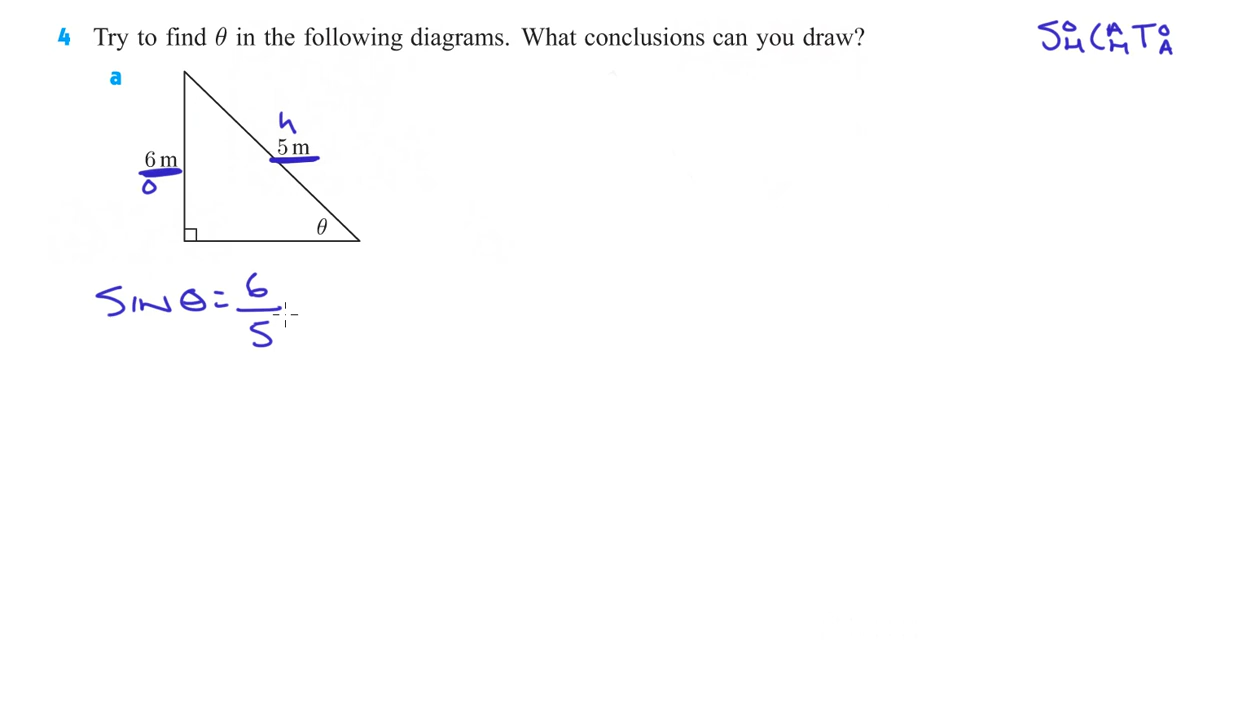 4 Try to find θ in the following diagrams. What conclusions can you draw?
SOH CAH TOA
a
h
5 m
6 m
O
θ
SIN θ = 6/5